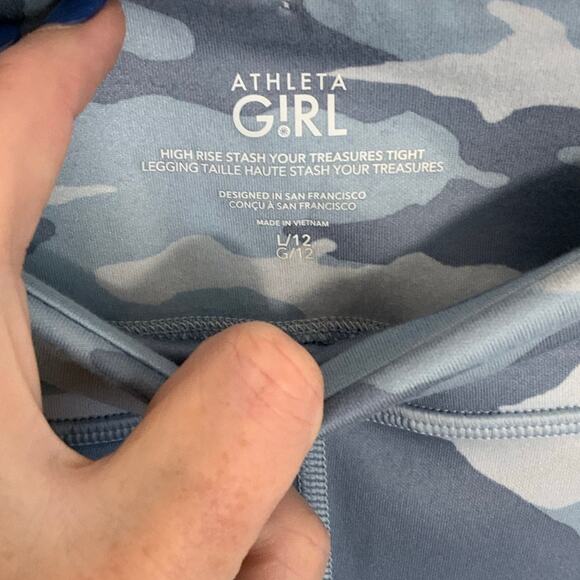 ATHLETA
G!RL
HIGH RISE STASH YOUR TREASURES TIGHT
LEGGING TAILLE HAUTE STASH YOUR TREASURES
DESIGNED IN SAN FRANCISCO
CONÇU À SAN FRANCISCO
MADE IN VIETNAM
L/12
G/12